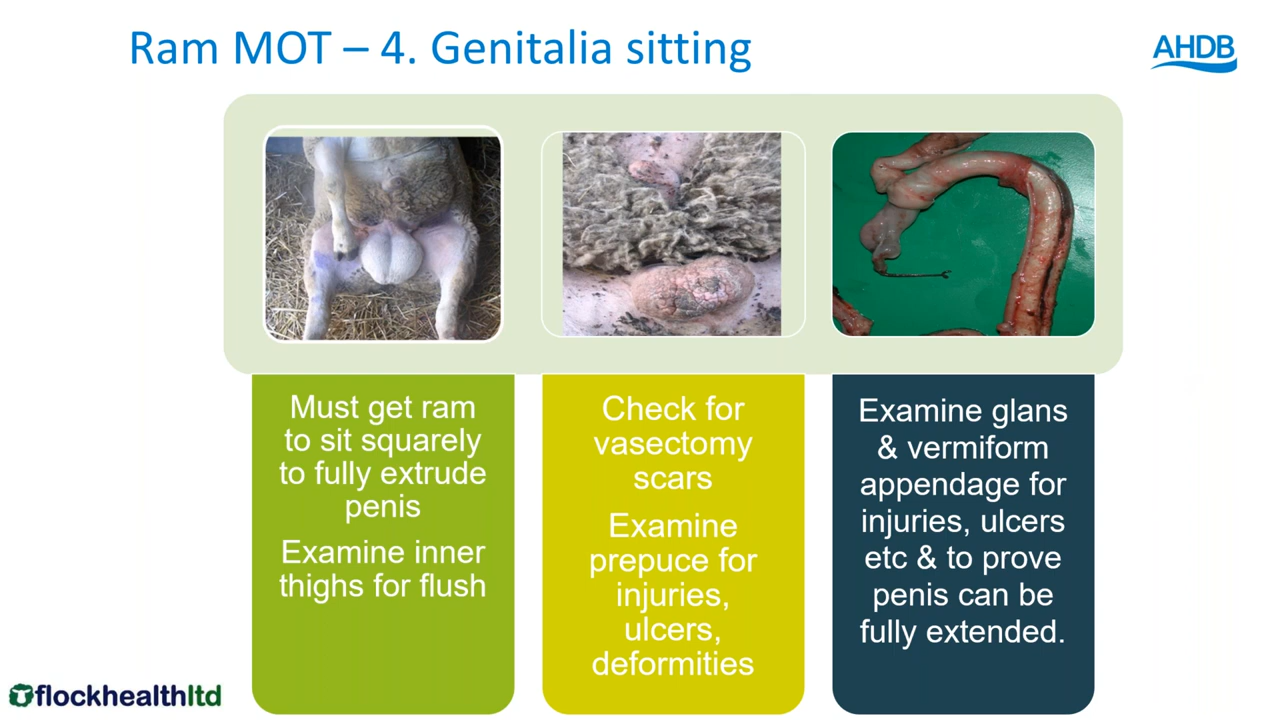 Ram MOT – 4. Genitalia sitting
AHDB
Must get ram
to sit squarely
to fully extrude
penis
Examine inner
thighs for flush
Check for
vasectomy
scars
Examine
prepuce for
injuries,
ulcers,
deformities
Examine glans
& vermiform
appendage for
injuries, ulcers
etc & to prove
penis can be
fully extended.
flockhealthltd